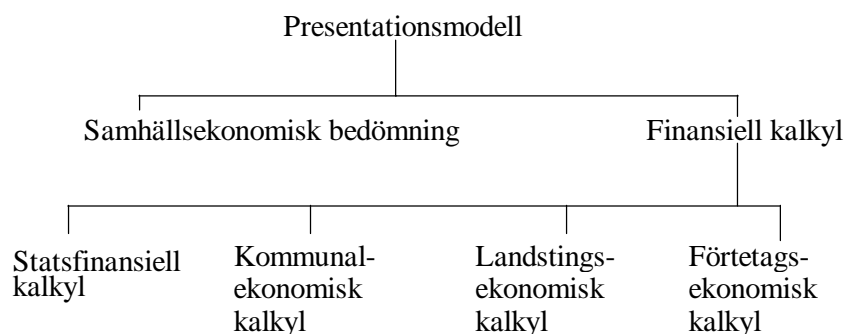 Presentationsmodell
Samhällsekonomisk bedömning
Finansiell kalkyl
Statsfinansiell
kalkyl
Kommunal-
ekonomisk
kalkyl
Landstings-
ekonomisk
kalkyl
Förtetags-
ekonomisk
kalkyl